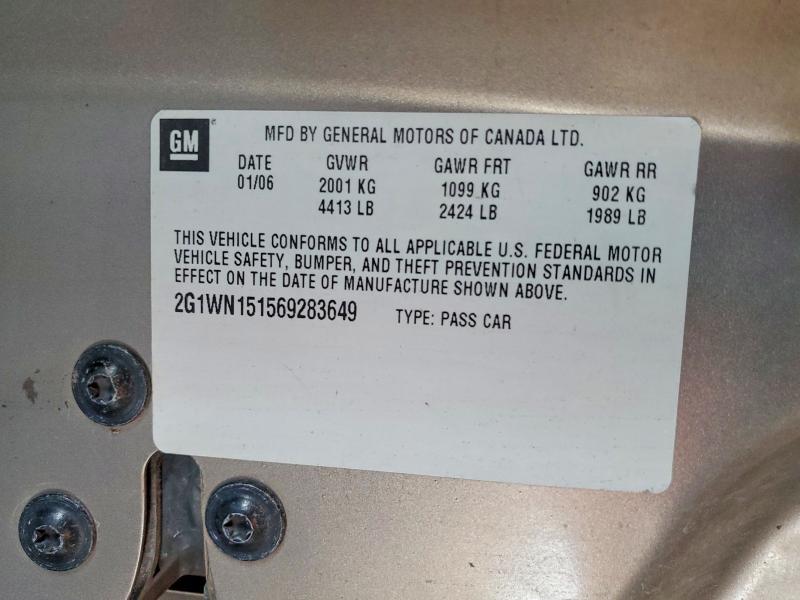 GM
MFD BY GENERAL MOTORS OF CANADA LTD.
DATE GVWR GAWR FRT GAWR RR
01/06 2001 KG 1099 KG 902 KG
4413 LB 2424 LB 1989 LB
THIS VEHICLE CONFORMS TO ALL APPLICABLE U.S. FEDERAL MOTOR
VEHICLE SAFETY, BUMPER, AND THEFT PREVENTION STANDARDS IN
EFFECT ON THE DATE OF MANUFACTURE SHOWN ABOVE.
2G1WN151569283649 TYPE: PASS CAR